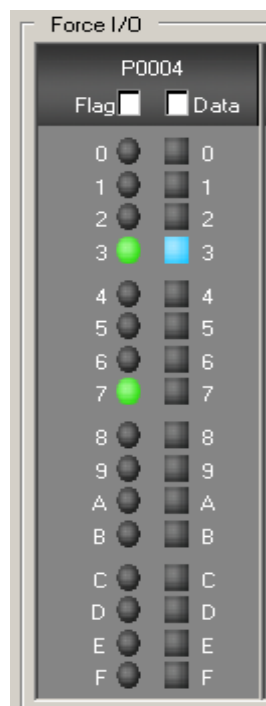 Force I/O
P0004
Flag Data
0 0
1 1
2 2
3 3
4 4
5 5
6 6
7 7
8 8
9 9
A A
B B
C C
D D
E E
F F